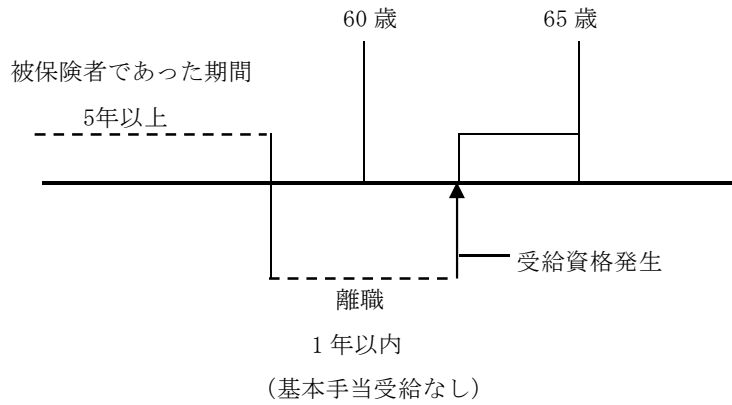 60 歳
65 歳
被保険者であった期間
5年以上
受給資格発生
離職
1 年以内
（基本手当受給なし）